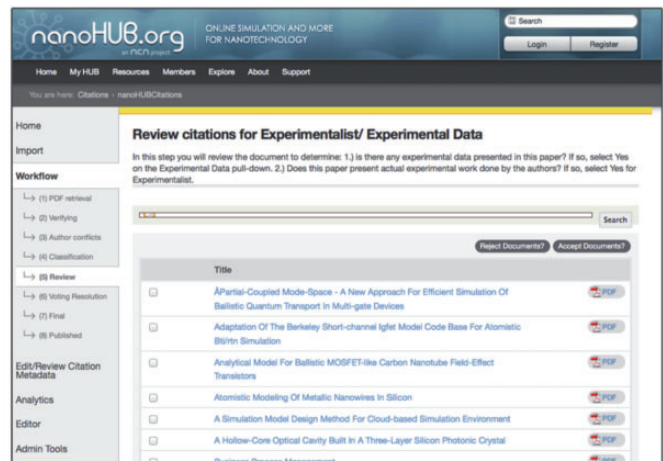 nanoHUB.org
an ncn project
ONLINE SIMULATION AND MORE
FOR NANOTECHNOLOGY
Search
Login Register
Home My HUB Resources Members Explore About Support
You are here: Citations › nanoHUBCitations
Home
Import
Workflow
(1) PDF retrieval
(2) Verifying
(3) Author conflicts
(4) Classification
(5) Review
(6) Voting Resolution
(7) Final
(8) Published
Edit/Review Citation
Metadata
Analytics
Editor
Admin Tools
Review citations for Experimentalist/ Experimental Data
In this step you will review the document to determine: 1.) is there any experimental data presented in this paper? If so, select Yes
on the Experimental Data pull-down. 2.) Does this paper present actual experimental work done by the authors? If so, select Yes for
Experimentalist.
Search
Reject Documents? Accept Documents?
Title
ÂPartial-Coupled Mode-Space - A New Approach For Efficient Simulation Of
Ballistic Quantum Transport In Multi-gate Devices
PDF
Adaptation Of The Berkeley Short-channel Igfet Model Code Base For Atomistic
Bti/rtn Simulation
PDF
Analytical Model For Ballistic MOSFET-like Carbon Nanotube Field-Effect
Transistors
PDF
Atomistic Modeling Of Metallic Nanowires In Silicon
PDF
A Simulation Model Design Method For Cloud-based Simulation Environment
PDF
A Hollow-Core Optical Cavity Built In A Three-Layer Silicon Photonic Crystal
PDF
Business Process Management
PDF